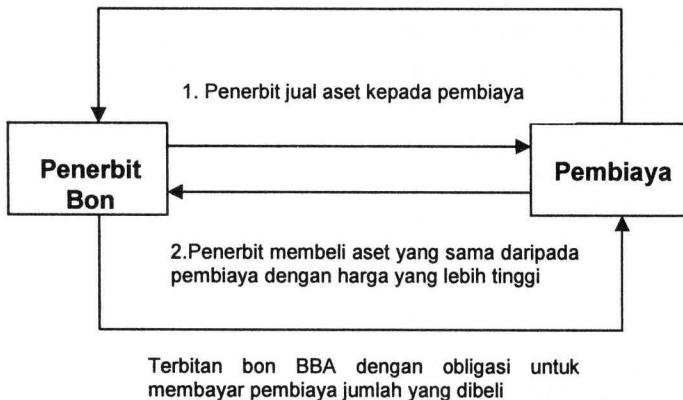 1. Penerbit jual aset kepada pembiaya
Penerbit
Bon
Pembiaya
2.Penerbit membeli aset yang sama daripada
pembiaya dengan harga yang lebih tinggi
Terbitan bon BBA dengan obligasi untuk
membayar pembiaya jumlah yang dibeli